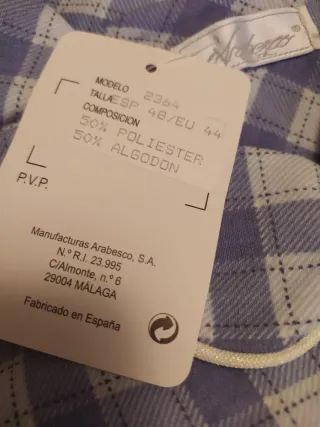 Arabesco
MODELO 2364
TALLA ESP 48/EU 44
COMPOSICION
50% POLIESTER
50% ALGODON
P.V.P.
Manufacturas Arabesco, S.A.
N.º R.I. 23.995
C/Almonte, n.º 6
29004 MÁLAGA
Fabricado en España